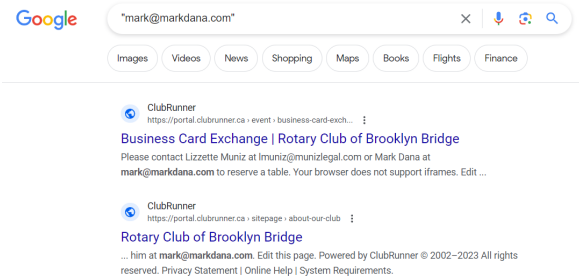 Google
"mark@markdana.com"
Images
Videos
News
Shopping
Maps
Books
Flights
Finance
ClubRunner
https://portal.clubrunner.ca › event › business-card-exch...
Business Card Exchange | Rotary Club of Brooklyn Bridge
Please contact Lizzette Muniz at lmuniz@munizlegal.com or Mark Dana at
mark@markdana.com to reserve a table. Your browser does not support iframes. Edit ...
ClubRunner
https://portal.clubrunner.ca › sitepage › about-our-club
Rotary Club of Brooklyn Bridge
... him at mark@markdana.com. Edit this page. Powered by ClubRunner © 2002–2023 All rights
reserved. Privacy Statement | Online Help | System Requirements.